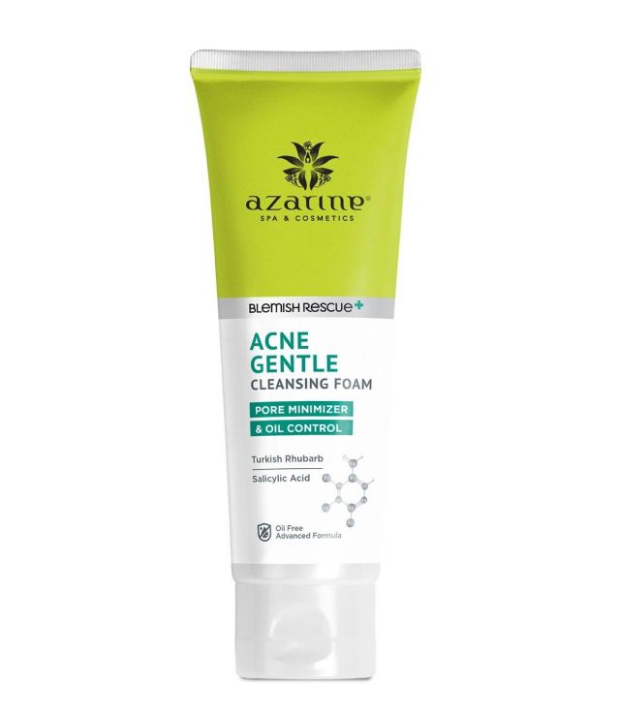 azarine®
SPA & COSMETICS
BLeMISH ReSCUe+
ACNE
GENTLE
CLEANSING FOAM
PORE MINIMIZER
& OIL CONTROL
Turkish Rhubarb
Salicylic Acid
Oil Free
Advanced Formula